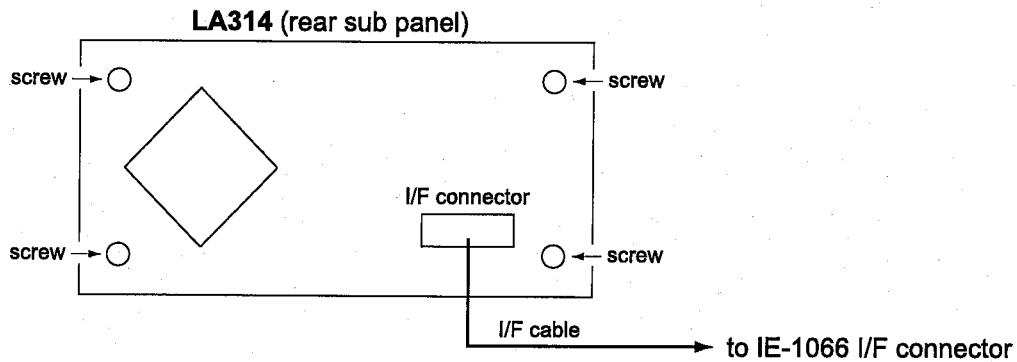 LA314 (rear sub panel)
screw
screw
I/F connector
screw
screw
I/F cable
to IE-1066 I/F connector